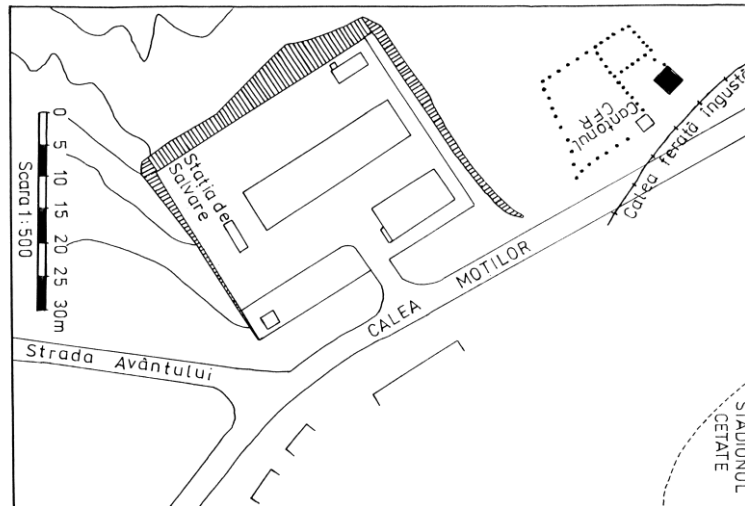 Cantonul
CFR
Calea ferată îngustă
Stația de
Salvare
0
5
10
15
20
25
30m
Scara 1:500
CALEA MOTILOR
Strada Avântului
STADIONUL
CETATE